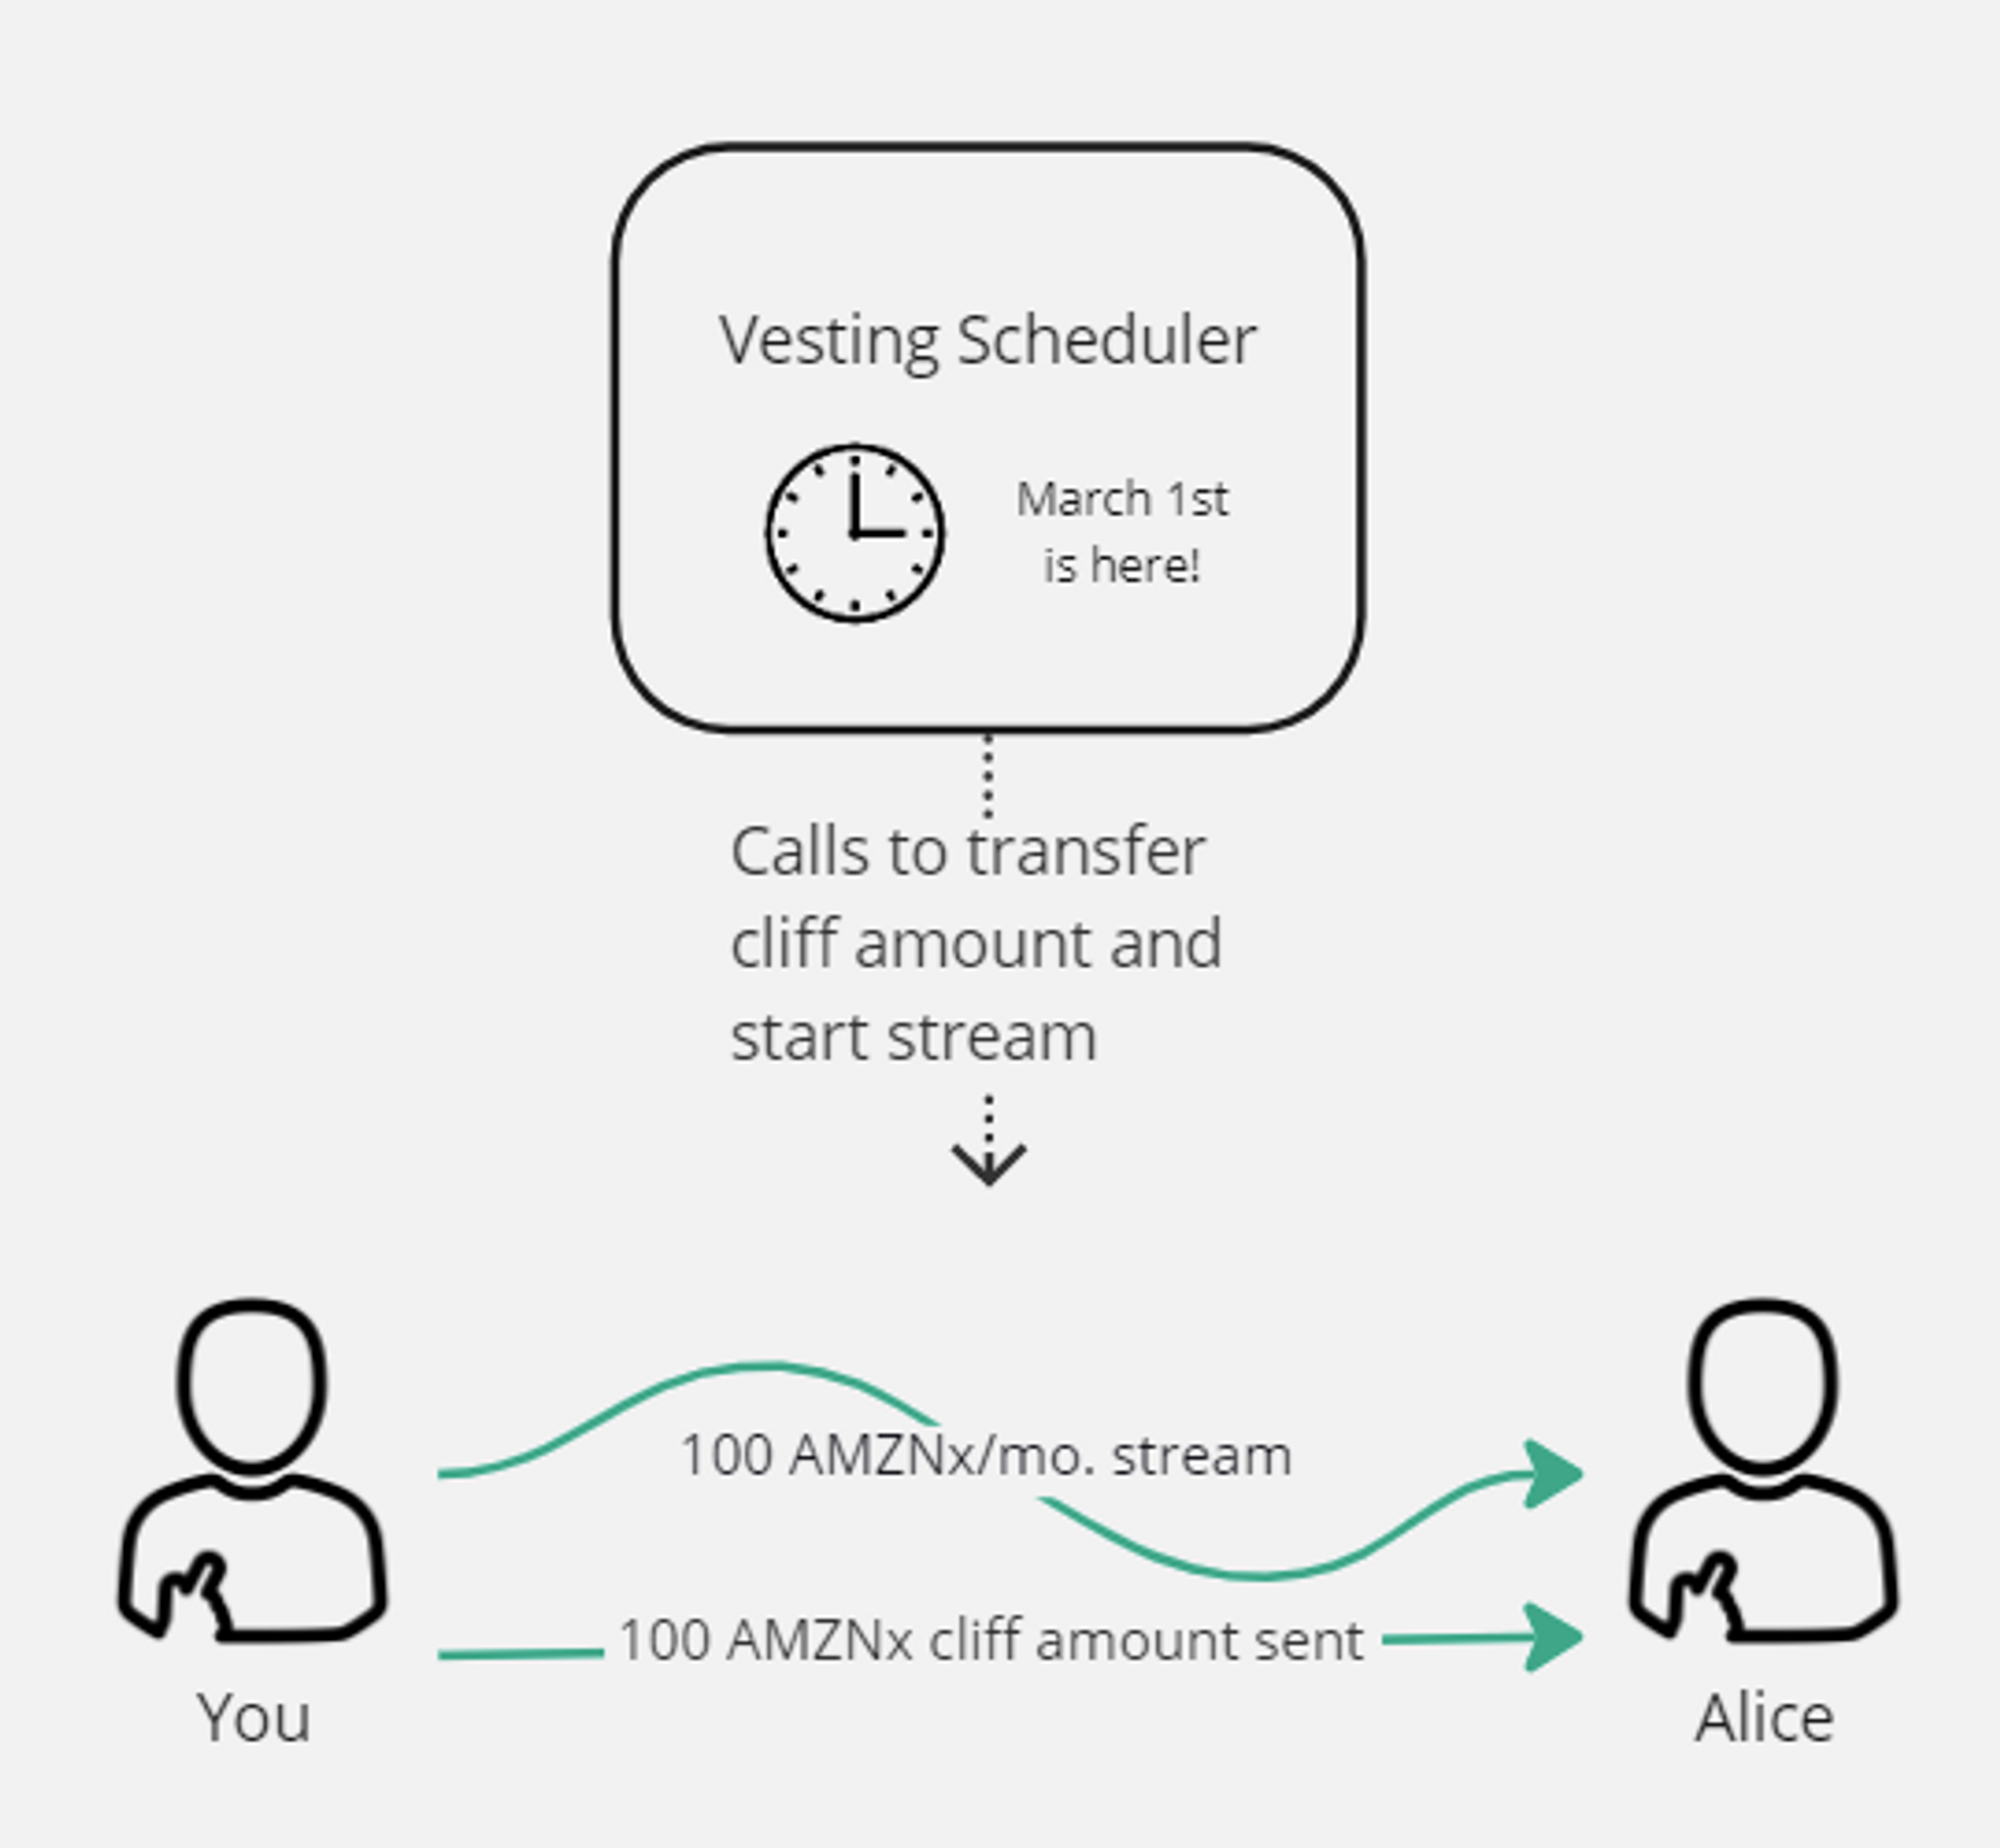 Vesting Scheduler
March 1st
is here!
Calls to transfer
cliff amount and
start stream
100 AMZNx/mo. stream
100 AMZNx cliff amount sent
You
Alice